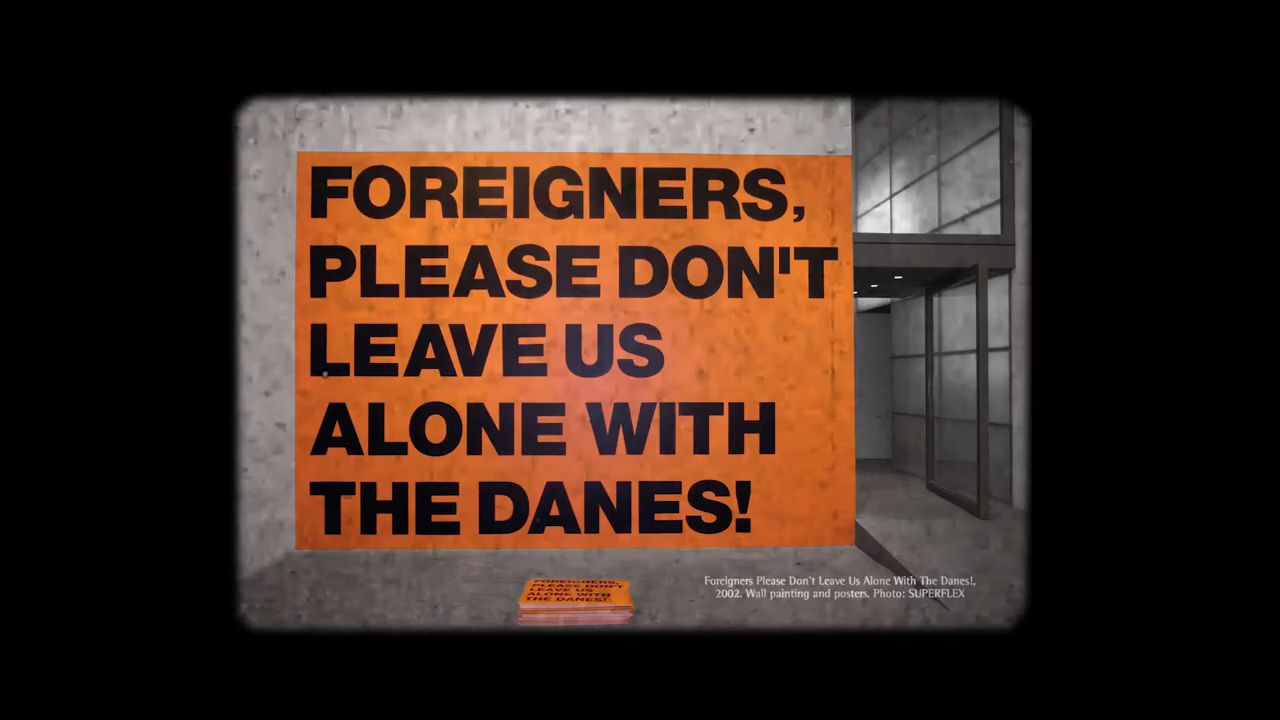 FOREIGNERS,
PLEASE DON'T
LEAVE US
ALONE WITH
THE DANES!
FOREIGNERS,
PLEASE DON'T
LEAVE US
ALONE WITH
THE DANES!
Foreigners Please Don't Leave Us Alone With The Danes!,
2002. Wall painting and posters. Photo: SUPERFLEX